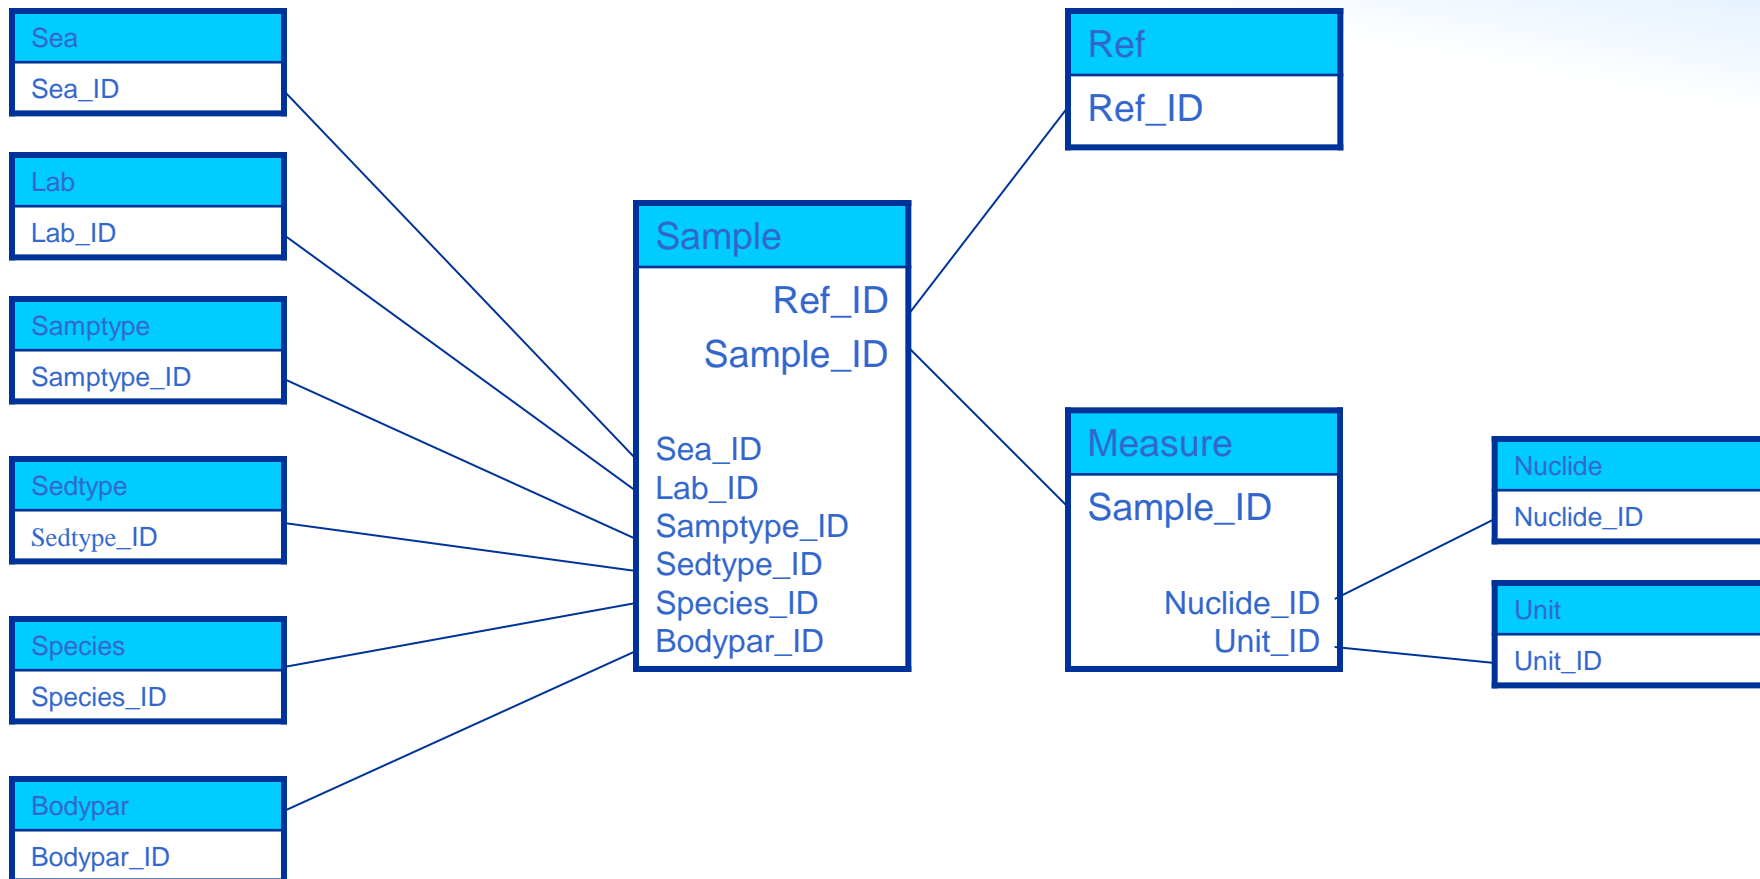 Sea
Sea_ID
Lab
Lab_ID
Samptype
Samptype_ID
Sedtype
Sedtype_ID
Species
Species_ID
Bodypar
Bodypar_ID
Sample
Ref_ID
Sample_ID
Sea_ID
Lab_ID
Samptype_ID
Sedtype_ID
Species_ID
Bodypar_ID
Ref
Ref_ID
Measure
Sample_ID
Nuclide_ID
Unit_ID
Nuclide
Nuclide_ID
Unit
Unit_ID